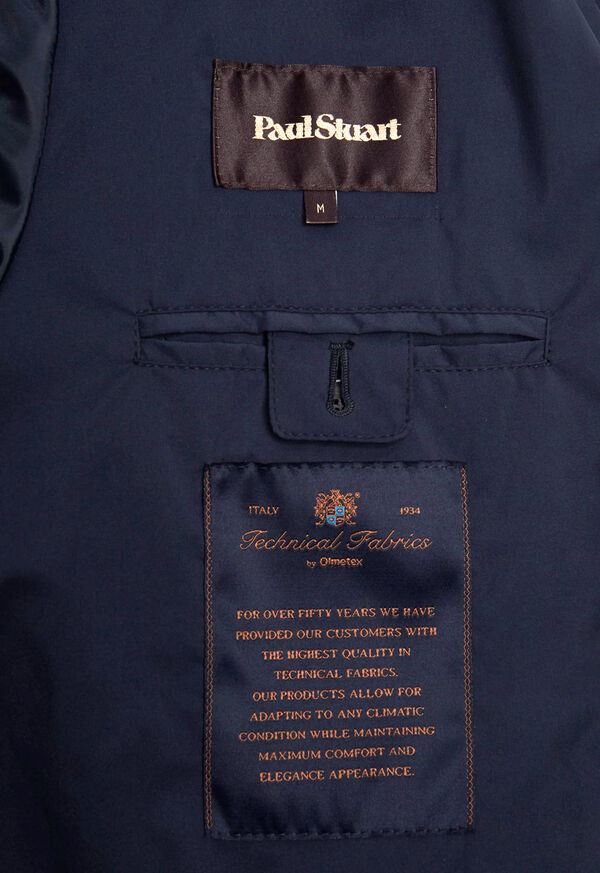 Paul Stuart
M
ITALY 1934
Technical Fabrics
by Olmetex
FOR OVER FIFTY YEARS WE HAVE
PROVIDED OUR CUSTOMERS WITH
THE HIGHEST QUALITY IN
TECHNICAL FABRICS.
OUR PRODUCTS ALLOW FOR
ADAPTING TO ANY CLIMATIC
CONDITION WHILE MAINTAINING
MAXIMUM COMFORT AND
ELEGANCE APPEARANCE.